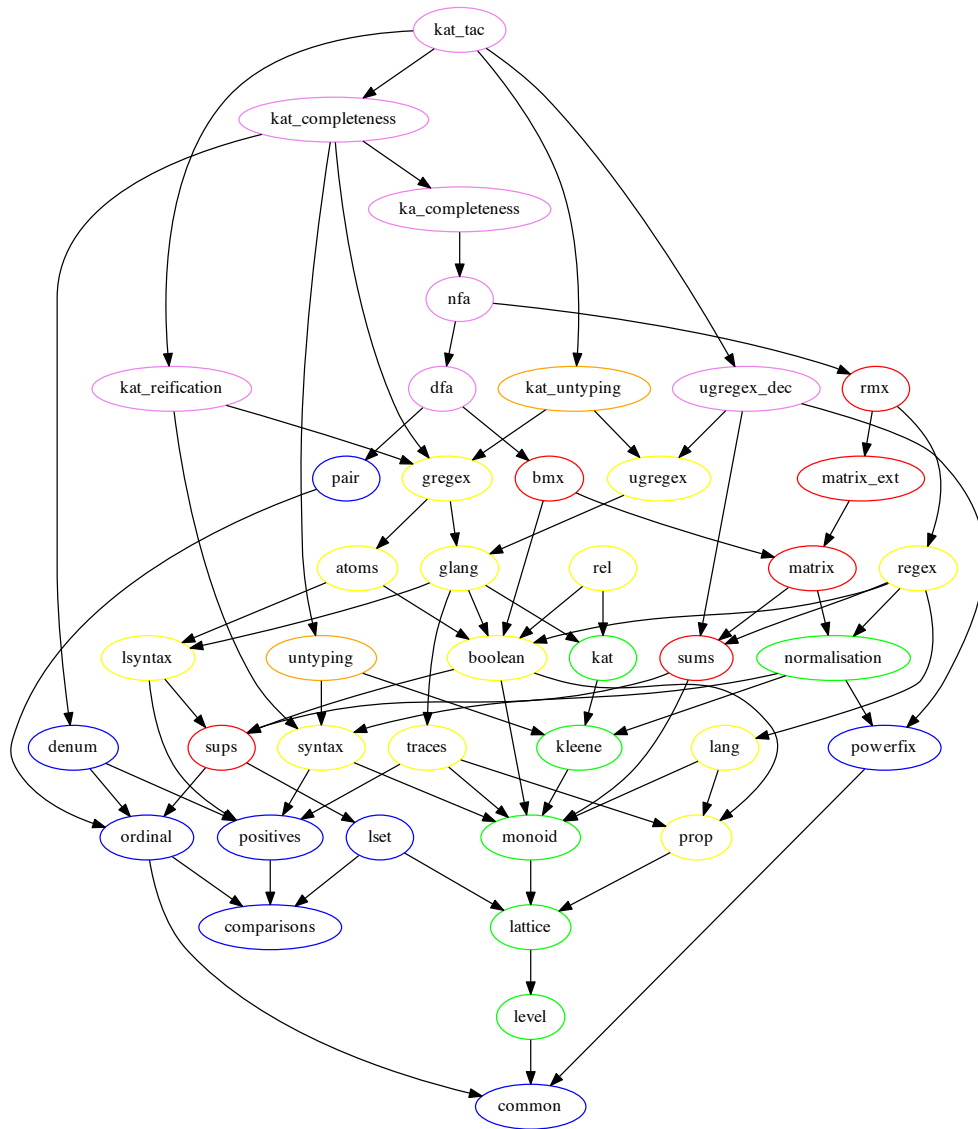 kat_tac
kat_completeness
ka_completeness
nfa
kat_reification
dfa
kat_untyping
ugregex_dec
rmx
pair
gregex
bmx
ugregex
matrix_ext
atoms
glang
rel
matrix
regex
lsyntax
untyping
boolean
kat
sums
normalisation
denum
sups
syntax
traces
kleene
lang
powerfix
ordinal
positives
lset
monoid
prop
comparisons
lattice
level
common